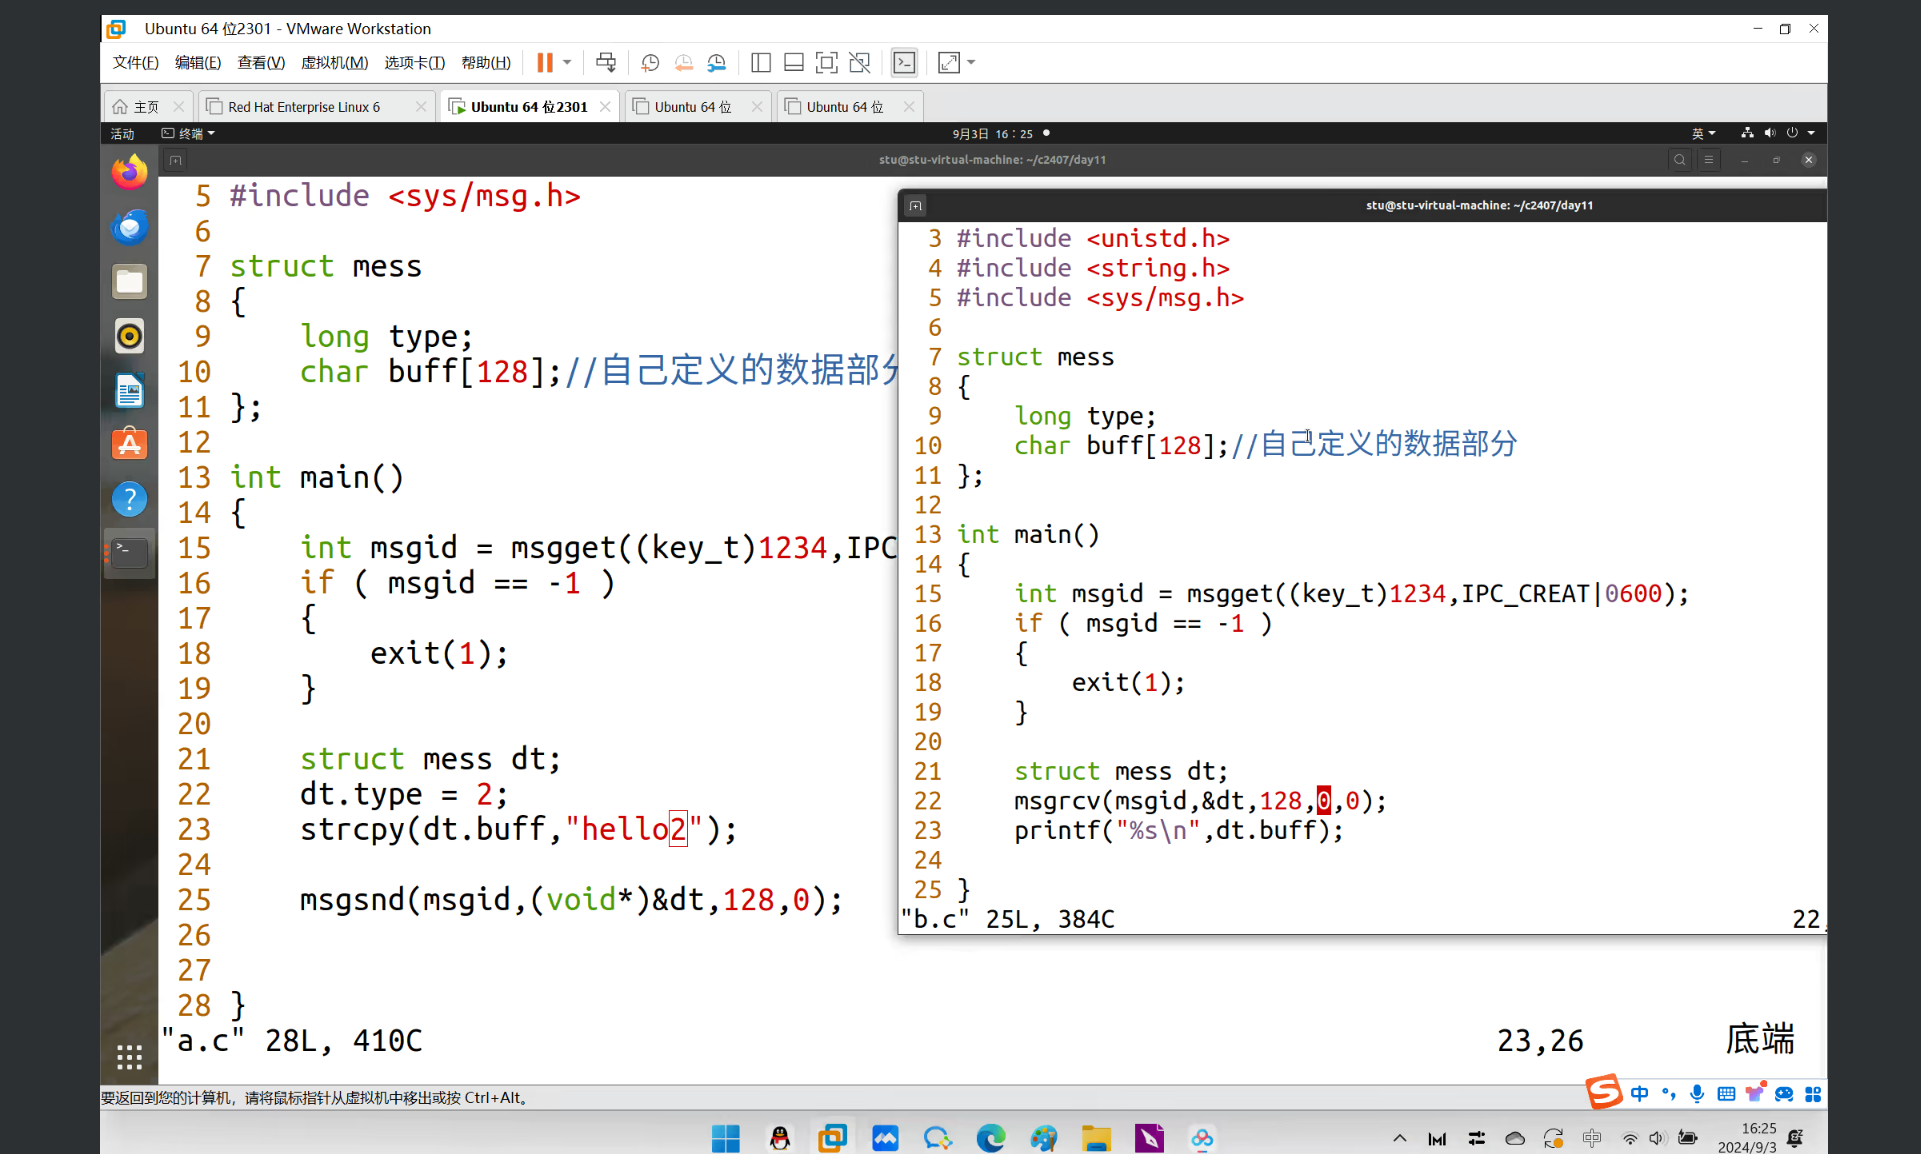 Ubuntu 64 位2301 - VMware Workstation
文件(F) 编辑(E) 查看(V) 虚拟机(M) 选项卡(T) 帮助(H)
主页 Red Hat Enterprise Linux 6 Ubuntu 64 位2301 Ubuntu 64 位 Ubuntu 64 位
活动 终端 9月3日 16：25 英
stu@stu-virtual-machine: ~/c2407/day11
5 #include <sys/msg.h>
6
7 struct mess
8 {
9     long type;
10     char buff[128];//自己定义的数据部分
11 };
12
13 int main()
14 {
15     int msgid = msgget((key_t)1234,IPC
16     if ( msgid == -1 )
17     {
18         exit(1);
19     }
20
21     struct mess dt;
22     dt.type = 2;
23     strcpy(dt.buff,"hello2");
24
25     msgsnd(msgid,(void*)&dt,128,0);
26
27
28 }
"a.c" 28L, 410C 23,26 底端
stu@stu-virtual-machine: ~/c2407/day11
3 #include <unistd.h>
4 #include <string.h>
5 #include <sys/msg.h>
6
7 struct mess
8 {
9     long type;
10     char buff[128];//自己定义的数据部分
11 };
12
13 int main()
14 {
15     int msgid = msgget((key_t)1234,IPC_CREAT|0600);
16     if ( msgid == -1 )
17     {
18         exit(1);
19     }
20
21     struct mess dt;
22     msgrcv(msgid,&dt,128,0,0);
23     printf("%s\n",dt.buff);
24
25 }
"b.c" 25L, 384C 22,
要返回到您的计算机，请将鼠标指针从虚拟机中移出或按 Ctrl+Alt。
中
中 16:25
2024/9/3